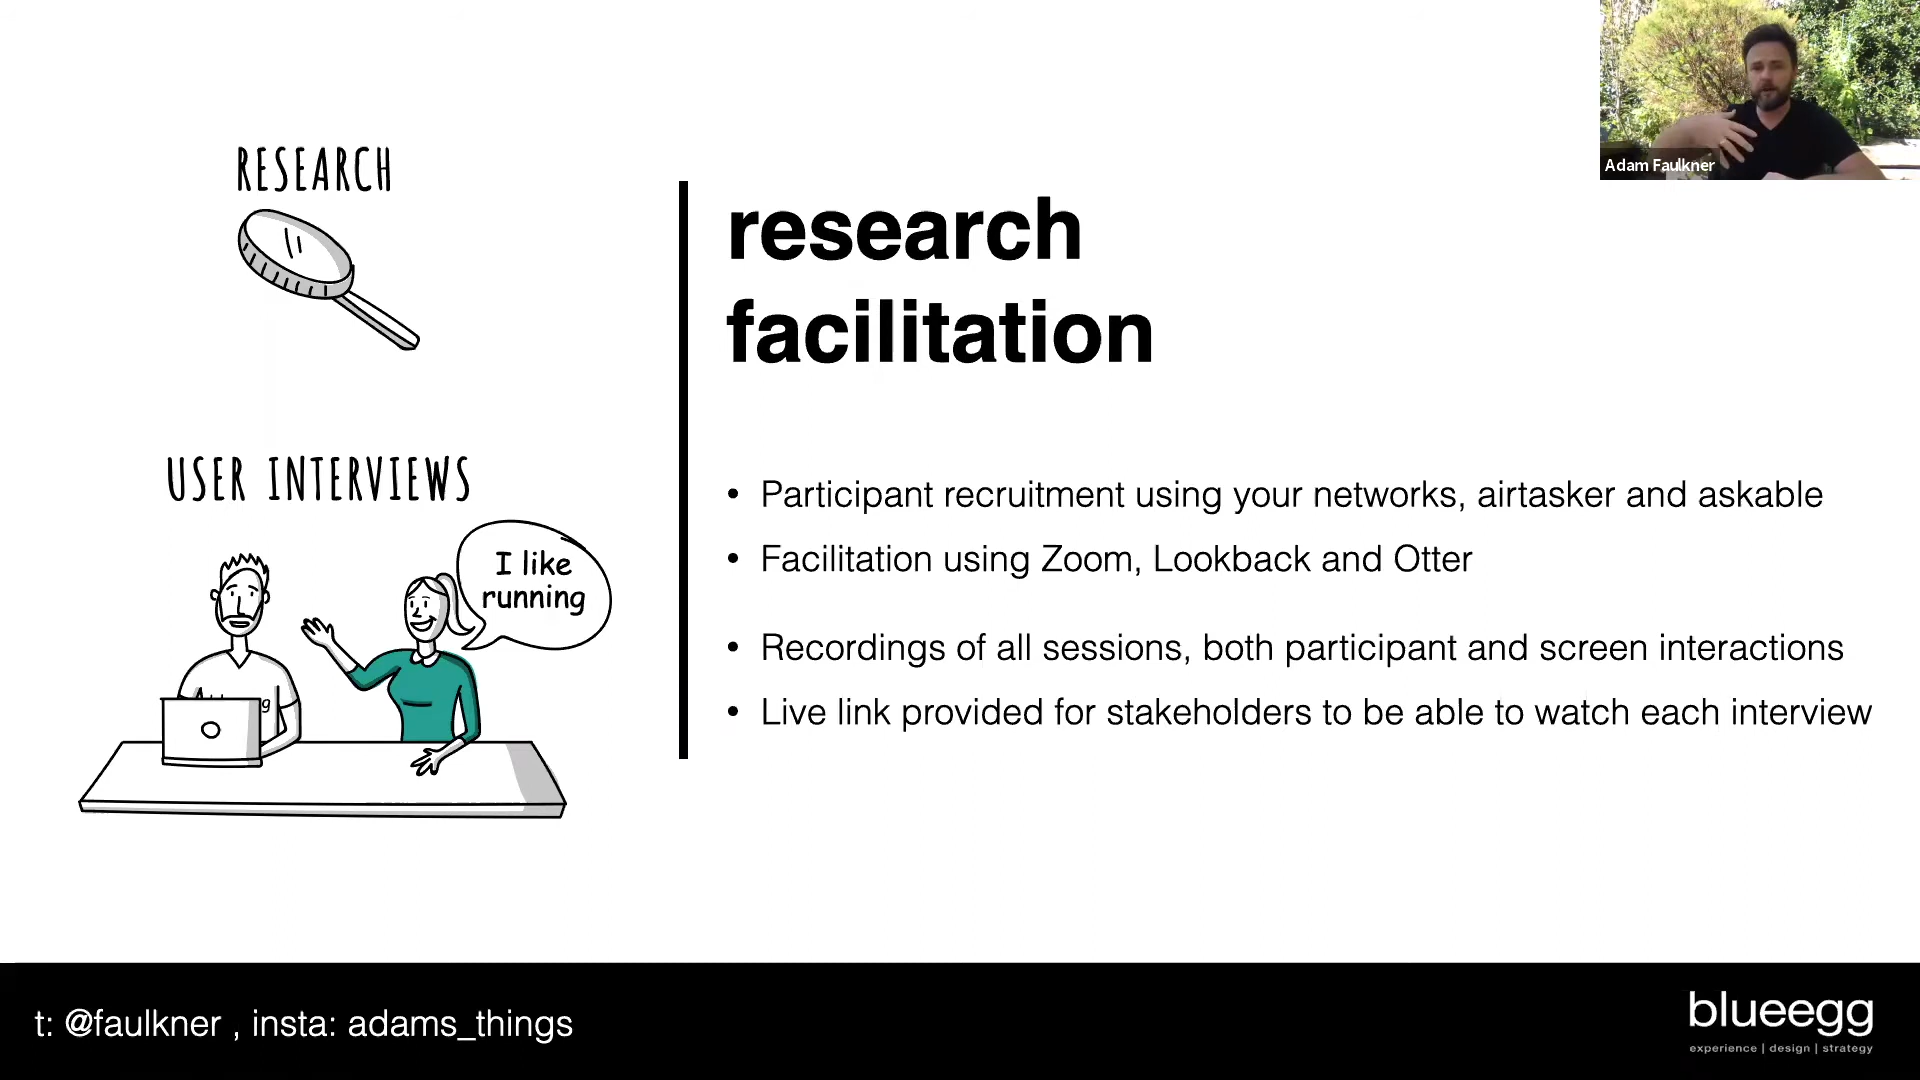 Adam Faulkner
RESEARCH
research
facilitation
USER INTERVIEWS
I like
running
• Participant recruitment using your networks, airtasker and askable
• Facilitation using Zoom, Lookback and Otter
• Recordings of all sessions, both participant and screen interactions
• Live link provided for stakeholders to be able to watch each interview
t: @faulkner , insta: adams_things
blueegg
experience | design | strategy